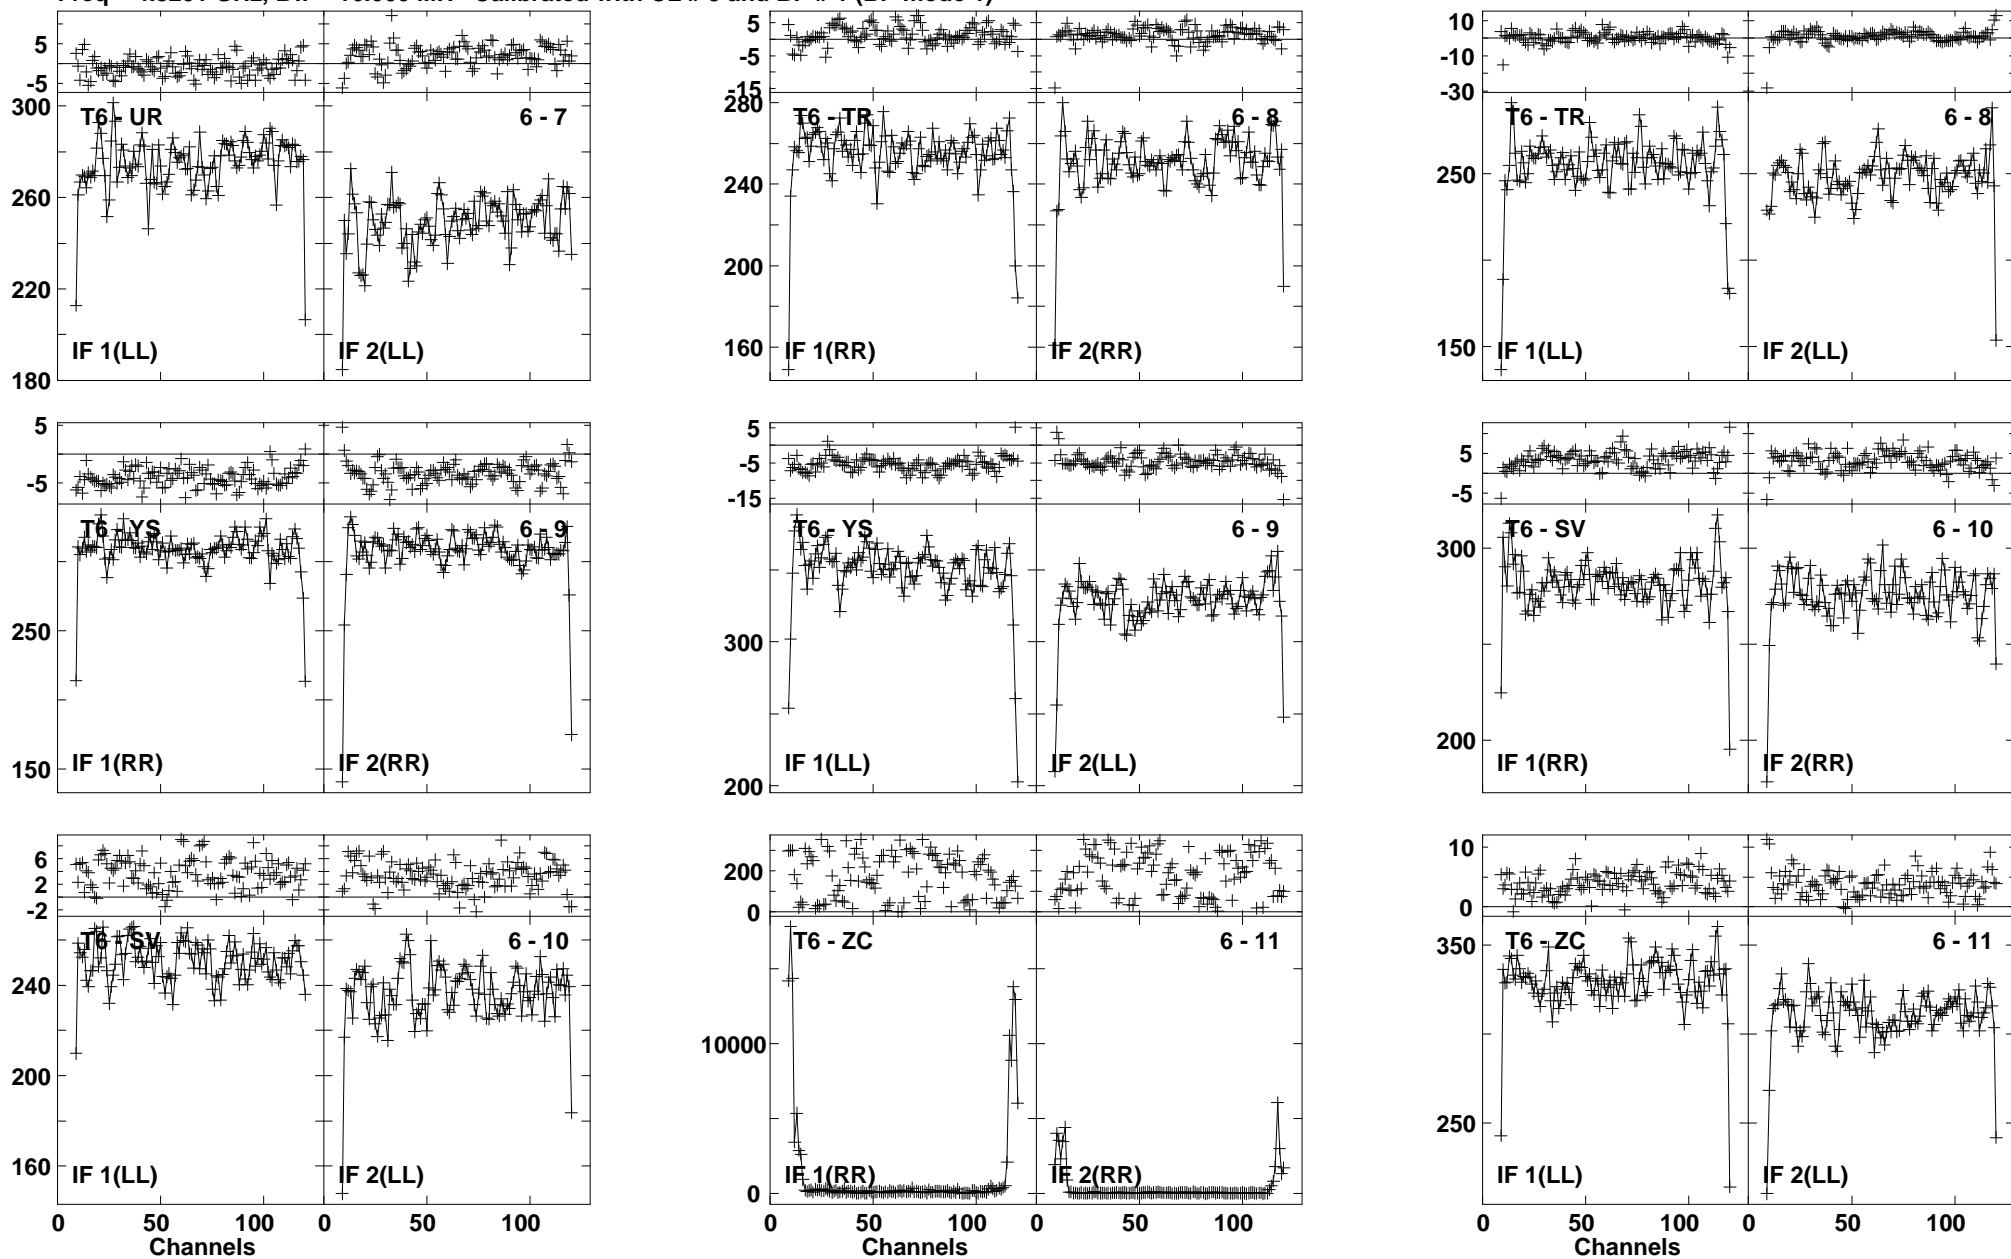 5
-5
300
260
220
180
T6 - UR
6 - 7
IF 1(LL)
IF 2(LL)
5
-5
-15
280
240
200
160
T6 - TR
6 - 8
IF 1(RR)
IF 2(RR)
10
-10
-30
250
150
T6 - TR
6 - 8
IF 1(LL)
IF 2(LL)
5
-5
250
150
T6 - YS
6 - 9
IF 1(RR)
IF 2(RR)
5
-5
-15
300
200
T6 - YS
6 - 9
IF 1(LL)
IF 2(LL)
5
-5
300
200
T6 - SV
6 - 10
IF 1(RR)
IF 2(RR)
6
2
-2
240
200
160
T6 - SV
6 - 10
IF 1(LL)
IF 2(LL)
0 50 100 0 50 100
Channels
200
0
10000
0
T6 - ZC
6 - 11
IF 1(RR)
IF 2(RR)
0 50 100 0 50 100
Channels
10
0
350
250
T6 - ZC
6 - 11
IF 1(LL)
IF 2(LL)
0 50 100 0 50 100
Channels